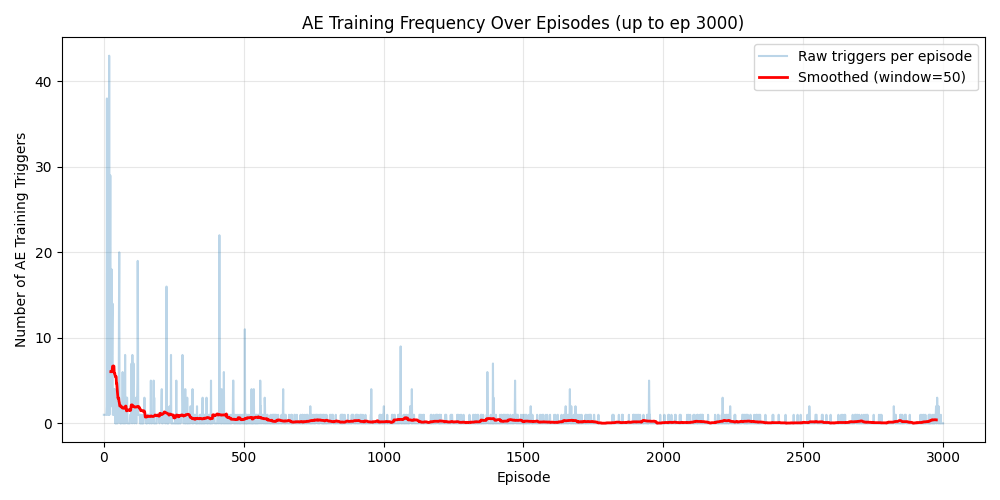 AE Training Frequency Over Episodes (up to ep 3000)
Raw triggers per episode
Smoothed (window=50)
Number of AE Training Triggers
40
30
20
10
0
0 500 1000 1500 2000 2500 3000
Episode